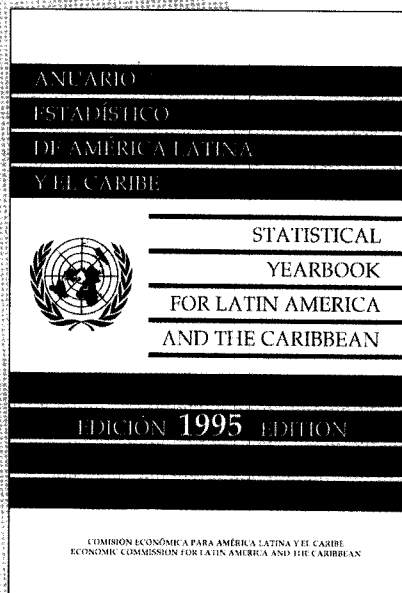 ANUARIO
ESTADÍSTICO
DE AMÉRICA LATINA
Y EL CARIBE
STATISTICAL
YEARBOOK
FOR LATIN AMERICA
AND THE CARIBBEAN
EDICIÓN 1995 EDITION
COMISIÓN ECONÓMICA PARA AMÉRICA LATINA Y EL CARIBE
ECONOMIC COMMISSION FOR LATIN AMERICA AND THE CARIBBEAN